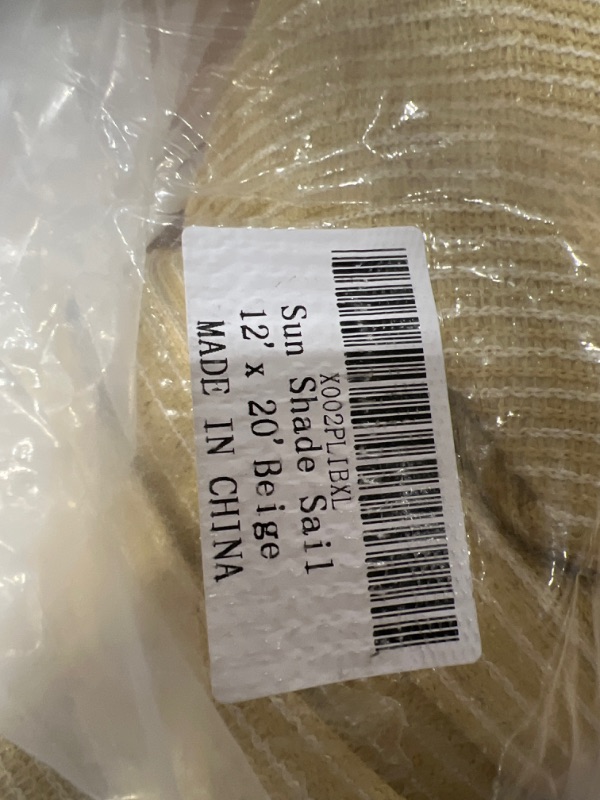 X002PLIBXL
Sun Shade Sail
12' x 20' Beige
MADE IN CHINA